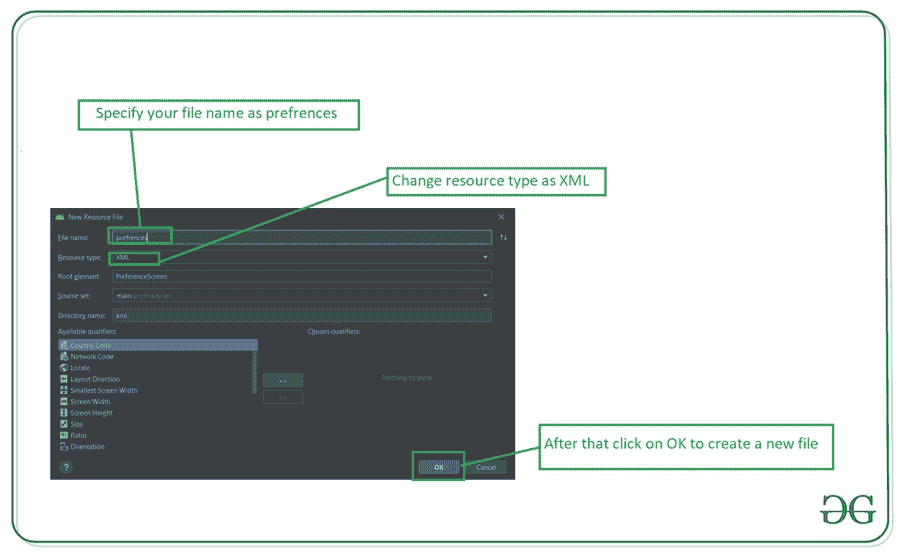 Specify your file name as prefrences
Change resource type as XML
New Resource File
File name: prefrences
Resource type: XML
Root element: PreferenceScreen
Source set: main src/main/res
Directory name: xml
Available qualifiers:
Chosen qualifiers:
Country Code
Network Code
Locale
Layout Direction
Smallest Screen Width
Screen Width
Screen Height
Size
Ratio
Orientation
>>
<<
Nothing to show
After that click on OK to create a new file
?
OK
Cancel